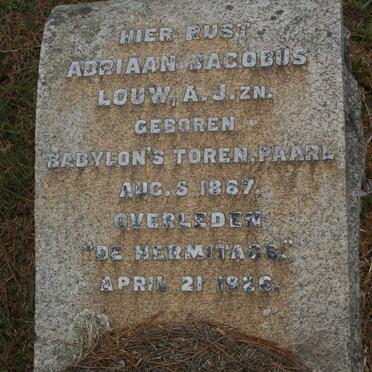 HIER RUST
ADRIAAN JACOBUS
LOUW, A.J.ZN.
GEBOREN
BABYLON'S TOREN, PAARL
AUG. 5 1887,
OVERLEDEN
"DE HERMITAGE."
APRIL 21 1926.